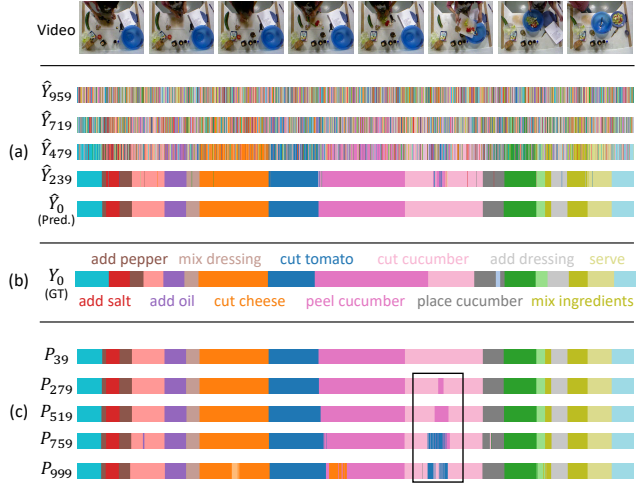 Video
(a)
Ŷ₉₅₉
Ŷ₇₁₉
Ŷ₄₇₉
Ŷ₂₃₉
Ŷ₀
(Pred.)
add pepper mix dressing cut tomato cut cucumber add dressing serve
(b) Y₀
(GT)
add salt add oil cut cheese peel cucumber place cucumber mix ingredients
(c)
P₃₉
P₂₇₉
P₅₁₉
P₇₅₉
P₉₉₉